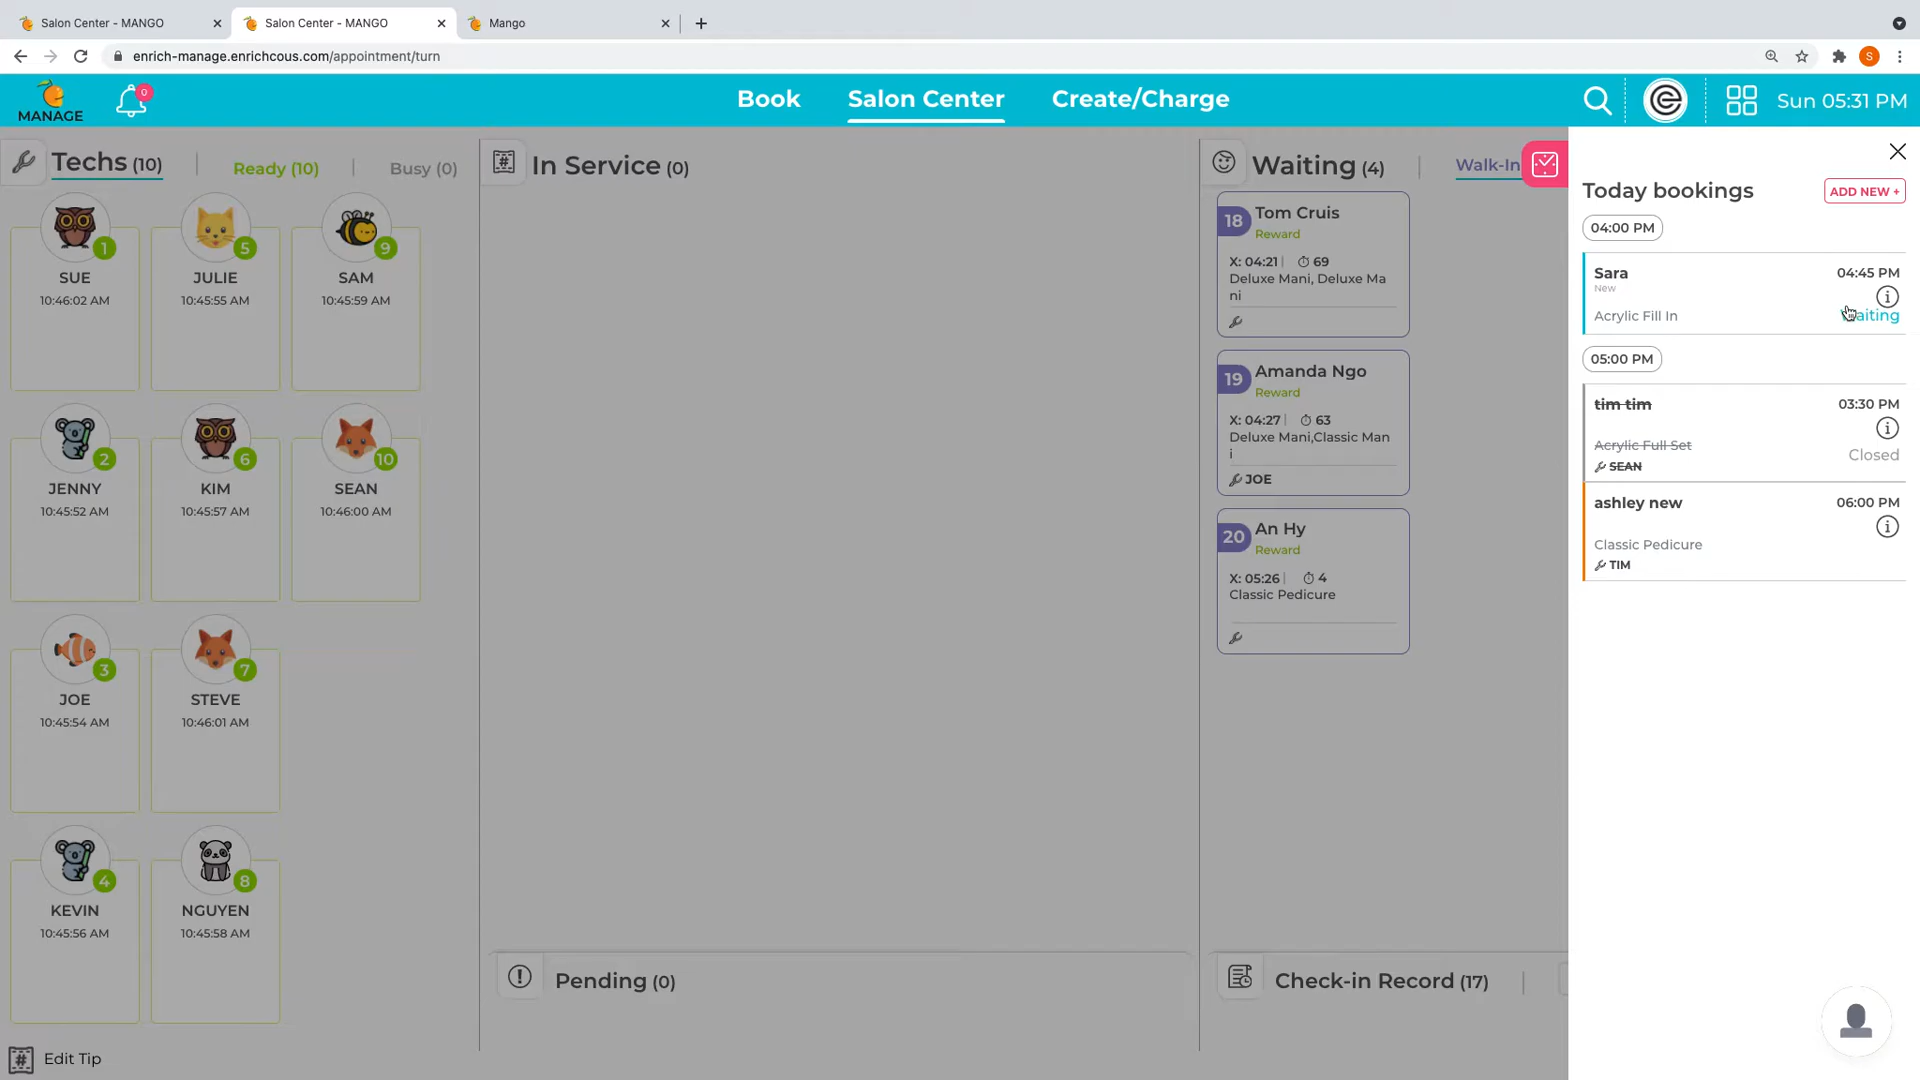 Salon Center - MANGO
Salon Center - MANGO
Mango
enrich-manage.enrichcous.com/appointment/turn
S
MANAGE
0
Book
Salon Center
Create/Charge
Sun 05:31 PM
Techs (10)
Ready (10)
Busy (0)
In Service (0)
Waiting (4)
Walk-In
1
SUE
10:46:02 AM
5
JULIE
10:45:55 AM
9
SAM
10:45:59 AM
2
JENNY
10:45:52 AM
6
KIM
10:45:57 AM
10
SEAN
10:46:00 AM
3
JOE
10:45:54 AM
7
STEVE
10:46:01 AM
4
KEVIN
10:45:56 AM
8
NGUYEN
10:45:58 AM
Edit Tip
Pending (0)
18
Tom Cruis
Reward
X: 04:21 | 69
Deluxe Mani, Deluxe Ma
ni
19
Amanda Ngo
Reward
X: 04:27 | 63
Deluxe Mani,Classic Man
i
JOE
20
An Hy
Reward
X: 05:26 | 4
Classic Pedicure
Check-in Record (17)
Today bookings
ADD NEW +
04:00 PM
Sara
04:45 PM
New
Acrylic Fill In
Waiting
05:00 PM
tim tim
03:30 PM
Acrylic Full Set
Closed
SEAN
ashley new
06:00 PM
Classic Pedicure
TIM